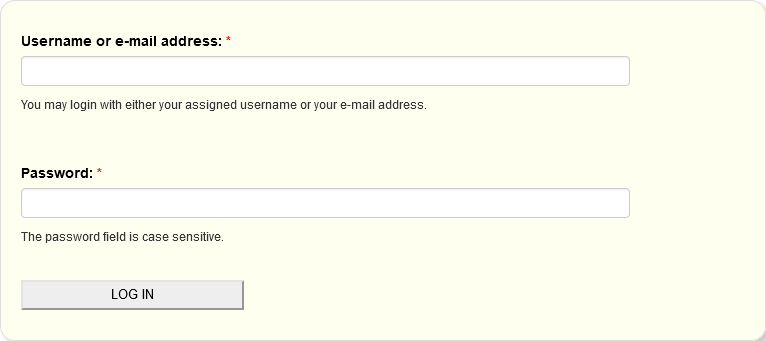 Username or e-mail address: *
You may login with either your assigned username or your e-mail address.
Password: *
The password field is case sensitive.
LOG IN